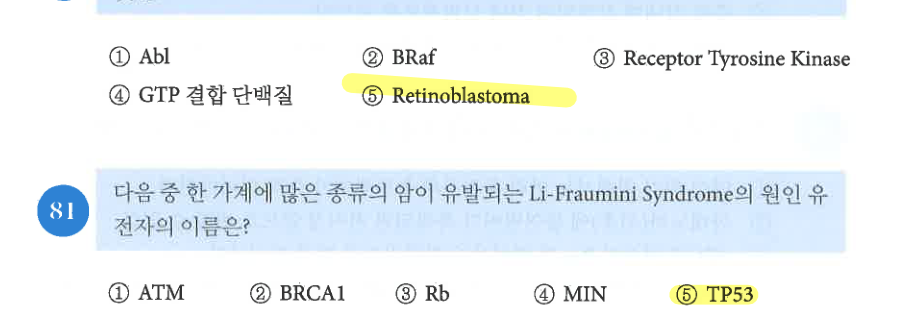 ① Abl ② BRaf ③ Receptor Tyrosine Kinase
④ GTP 결합 단백질 ⑤ Retinoblastoma
81 다음 중 한 가계에 많은 종류의 암이 유발되는 Li-Fraumini Syndrome의 원인 유
전자의 이름은?
① ATM ② BRCA1 ③ Rb ④ MIN ⑤ TP53